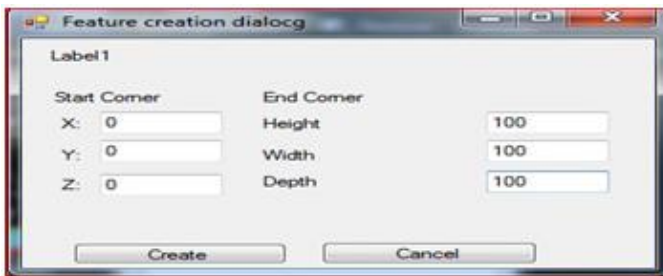 Feature creation dialocg
Label1
Start Corner End Corner
X: 0 Height 100
Y: 0 Width 100
Z: 0 Depth 100
Create Cancel